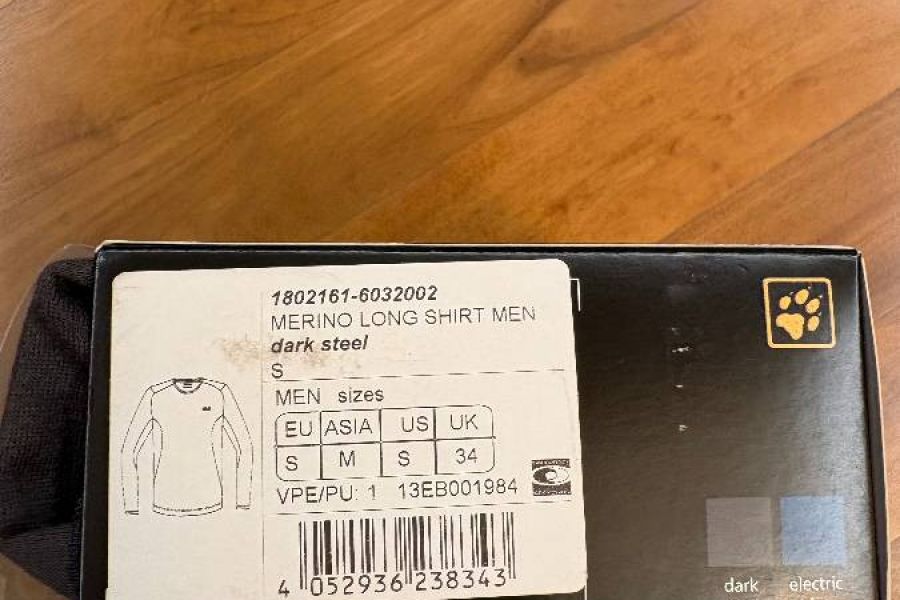 1802161-6032002
MERINO LONG SHIRT MEN
dark steel
S
MEN sizes
EU ASIA US UK
S M S 34
VPE/PU: 1 13EB001984
4 052936 238343
dark electric